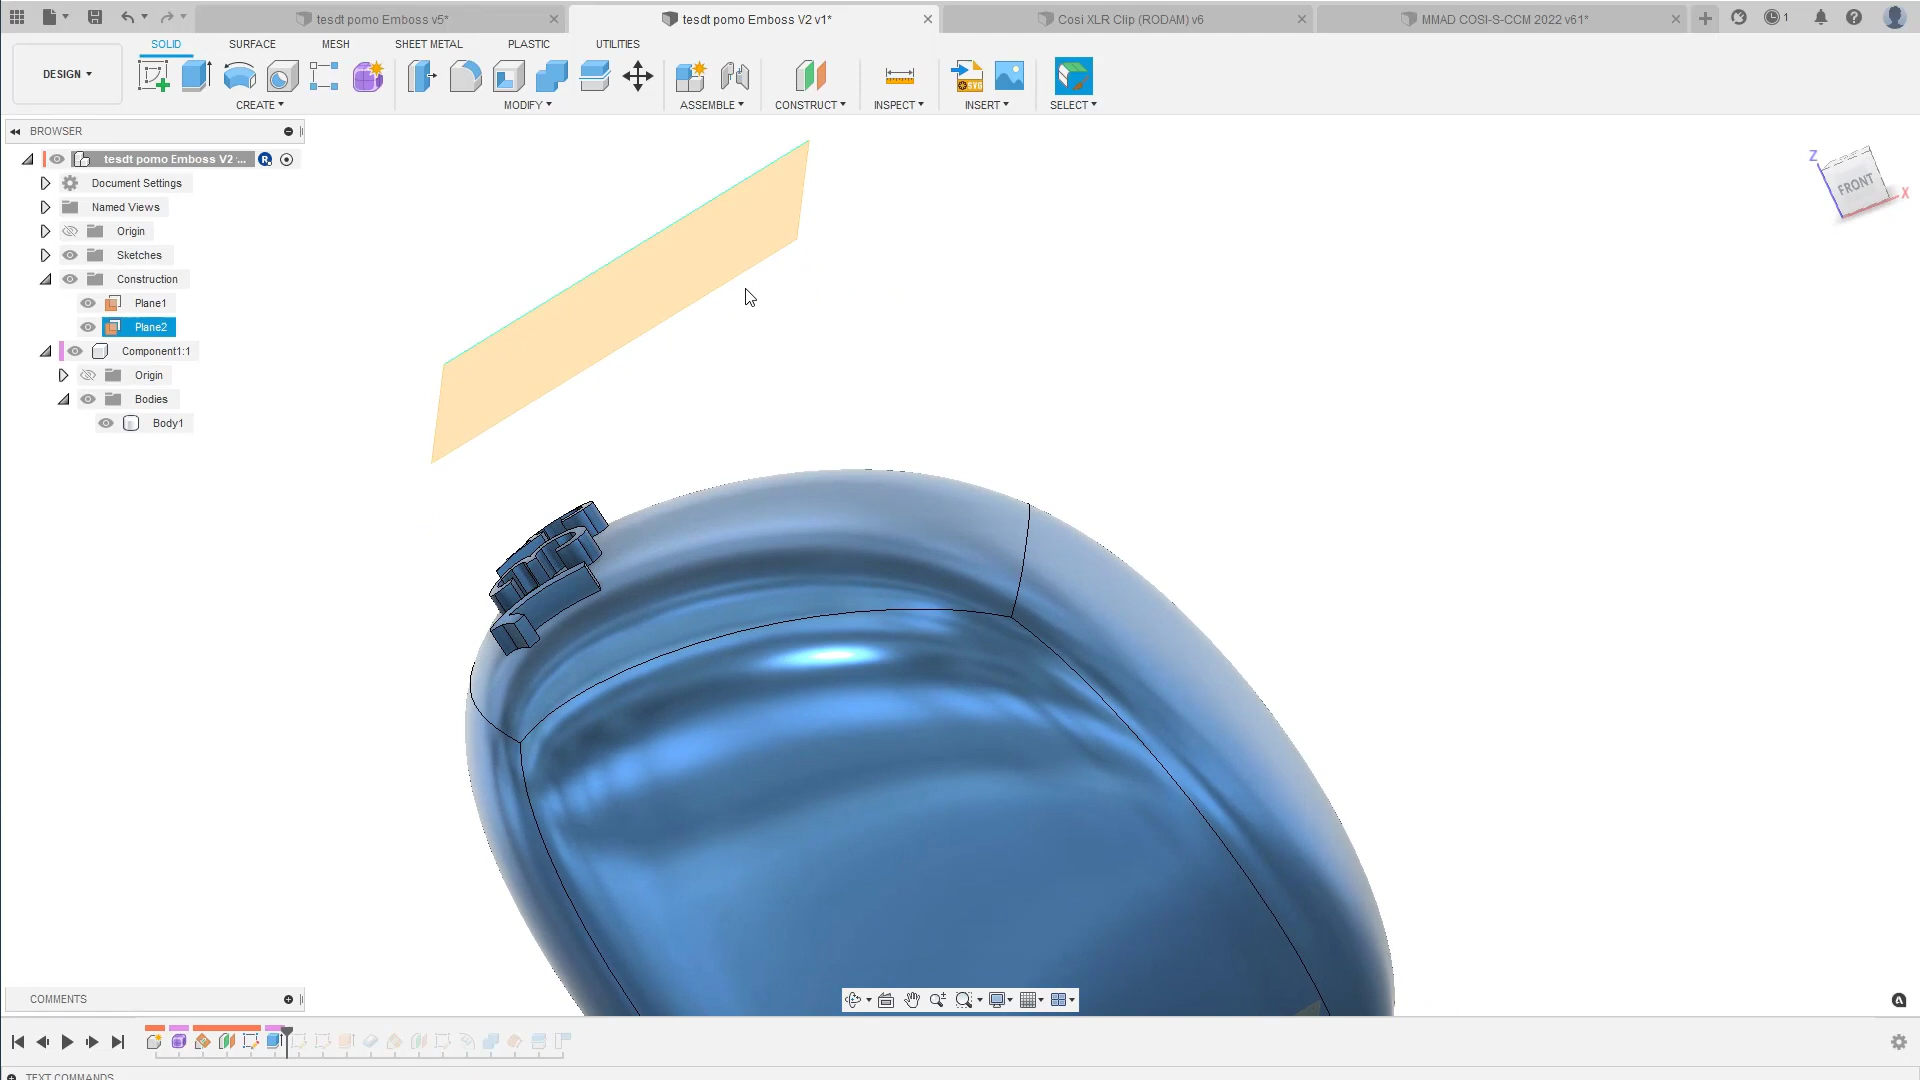 tesdt pomo Emboss v5*
tesdt pomo Emboss V2 v1*
Cosi XLR Clip (RODAM) v6
MMAD COSI-S-CCM 2022 v61*
1
SOLID
SURFACE
MESH
SHEET METAL
PLASTIC
UTILITIES
DESIGN
CREATE
MODIFY
ASSEMBLE
CONSTRUCT
INSPECT
INSERT
SELECT
SVG
BROWSER
tesdt pomo Emboss V2 ...
R
Document Settings
Named Views
Origin
Sketches
Construction
Plane1
Plane2
Component1:1
Origin
Bodies
Body1
Z
FRONT
X
COMMENTS
TEXT COMMANDS